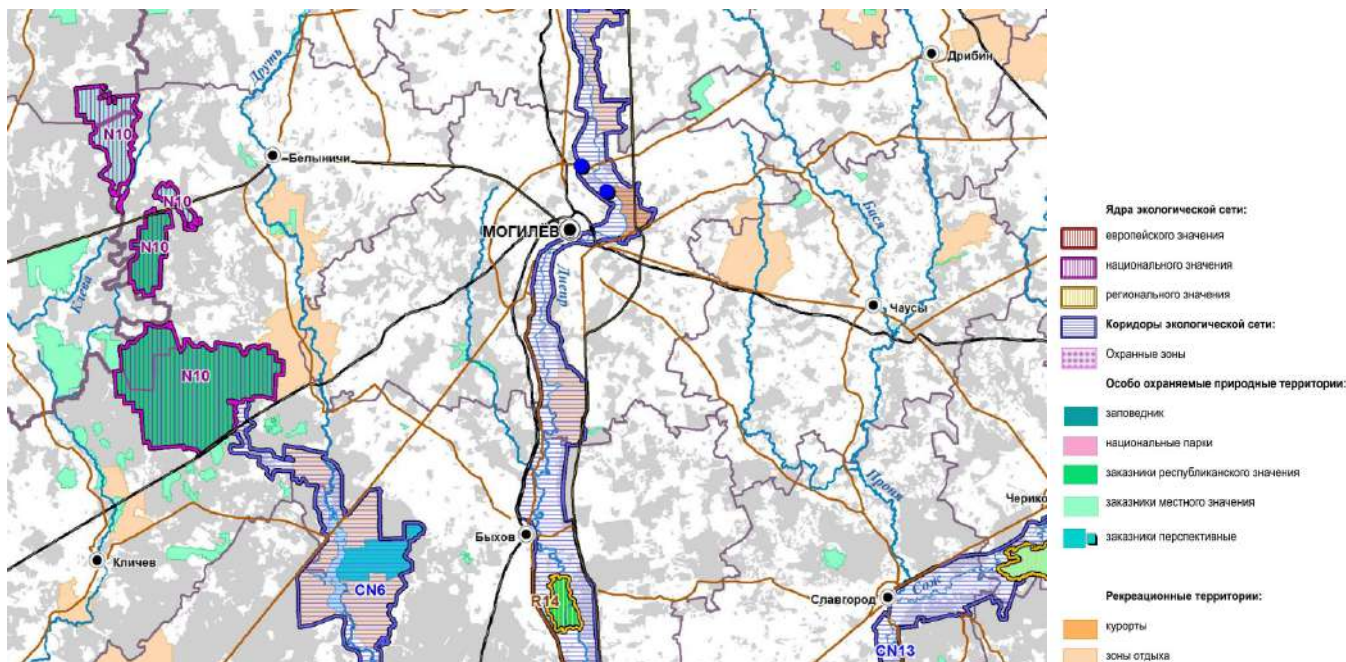 Друть
Дрибин
N10
Белыничи
N10
N10
МОГИЛЕВ
Днепр
Бася
Чаусы
Клева
N10
Проня
Черико
Быхов
Кличев
CN6
R14
Славгород
Сож
CN13
Ядра экологической сети:
европейского значения
национального значения
регионального значения
Коридоры экологической сети:
Охранные зоны
Особо охраняемые природные территории:
заповедник
национальные парки
заказники республиканского значения
заказники местного значения
заказники перспективные
Рекреационные территории:
курорты
зоны отдыха